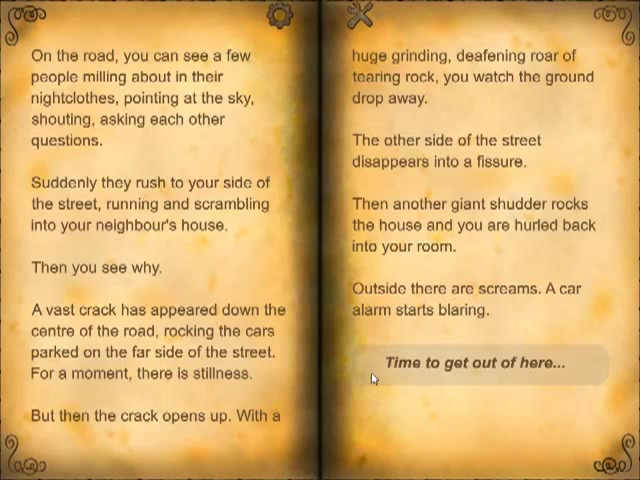 On the road, you can see a few
people milling about in their
nightclothes, pointing at the sky,
shouting, asking each other
questions.
Suddenly they rush to your side of
the street, running and scrambling
into your neighbour's house.
Then you see why.
A vast crack has appeared down the
centre of the road, rocking the cars
parked on the far side of the street.
For a moment, there is stillness.
But then the crack opens up. With a
huge grinding, deafening roar of
tearing rock, you watch the ground
drop away.
The other side of the street
disappears into a fissure.
Then another giant shudder rocks
the house and you are hurled back
into your room.
Outside there are screams. A car
alarm starts blaring.
Time to get out of here...